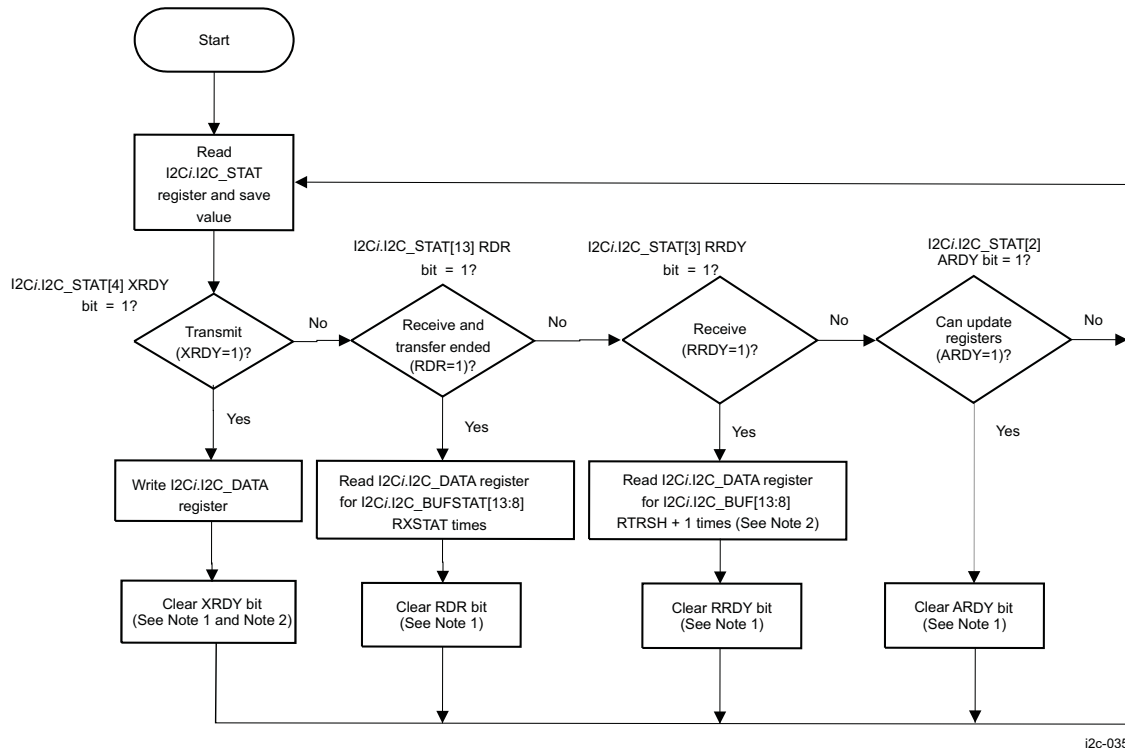 Start
Read
I2Ci.I2C_STAT
register and save
value
I2Ci.I2C_STAT[4] XRDY
bit = 1?
Transmit
(XRDY=1)?
No
Yes
I2Ci.I2C_STAT[13] RDR
bit = 1?
Receive and
transfer ended
(RDR=1)?
No
Yes
I2Ci.I2C_STAT[3] RRDY
bit = 1?
Receive
(RRDY=1)?
No
Yes
I2Ci.I2C_STAT[2]
ARDY bit = 1?
Can update
registers
(ARDY=1)?
No
Yes
Write I2Ci.I2C_DATA
register
Read I2Ci.I2C_DATA register
for I2Ci.I2C_BUFSTAT[13:8]
RXSTAT times
Read I2Ci.I2C_DATA register
for I2Ci.I2C_BUF[13:8]
RTRSH + 1 times (See Note 2)
Clear XRDY bit
(See Note 1 and Note 2)
Clear RDR bit
(See Note 1)
Clear RRDY bit
(See Note 1)
Clear ARDY bit
(See Note 1)
i2c-035